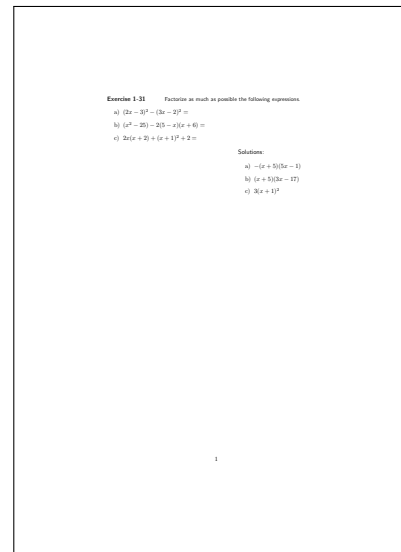 Exercise 1-31 Factorize as much as possible the following expressions.
a) (2x − 3)² − (3x − 2)² =
b) (x² − 25) − 2(5 − x)(x + 6) =
c) 2x(x + 2) + (x + 1)² + 2 =
Solutions:
a) −(x + 5)(5x − 1)
b) (x + 5)(3x − 17)
c) 3(x + 1)²
1